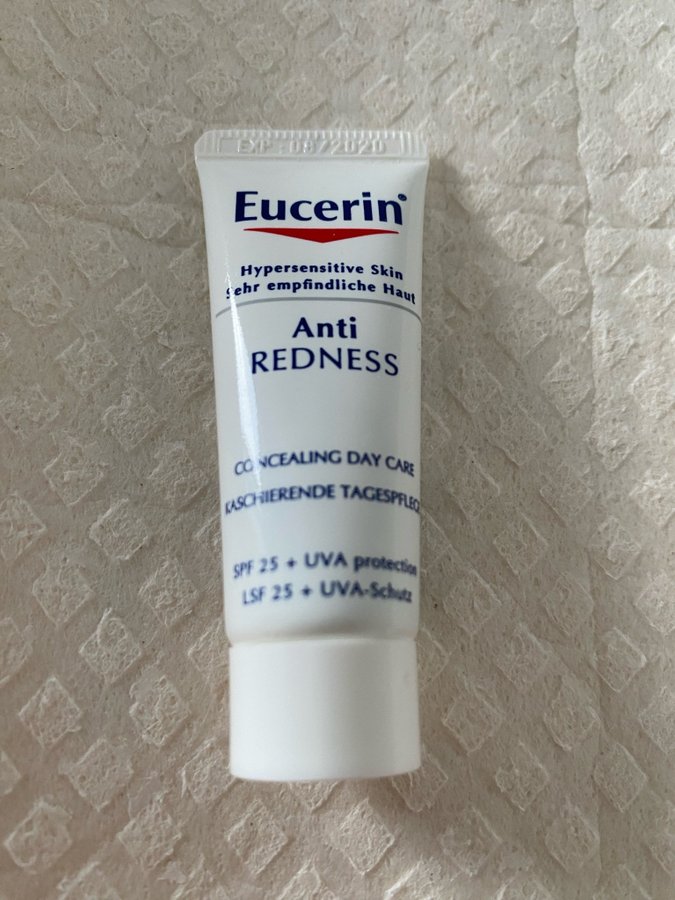 EXP.: 08/2020
Eucerin®
Hypersensitive Skin
Sehr empfindliche Haut
Anti
REDNESS
CONCEALING DAY CARE
KASCHIERENDE TAGESPFLEGE
SPF 25 + UVA protection
LSF 25 + UVA-Schutz